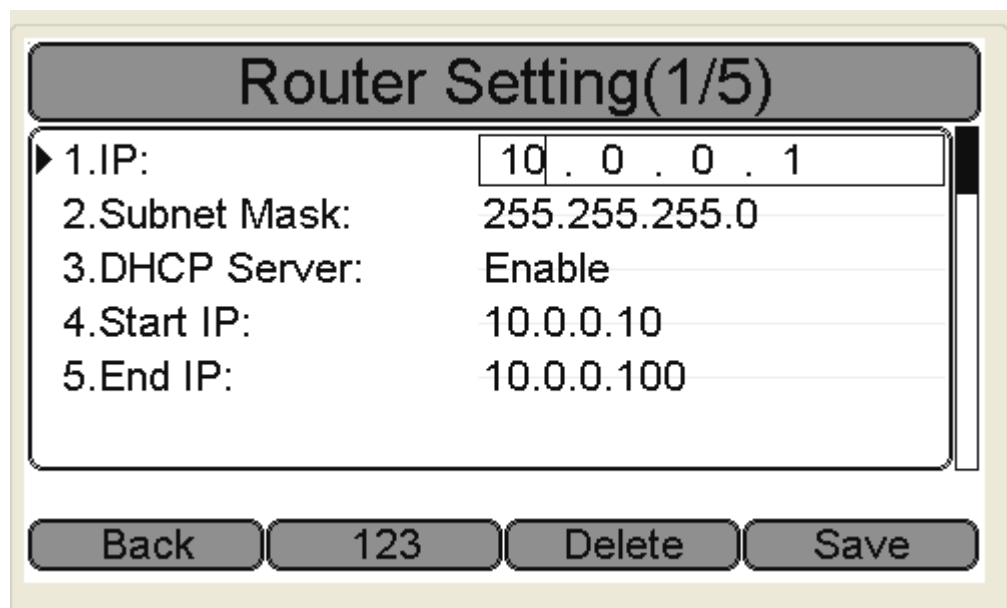 Router Setting(1/5)
1.IP: 10 . 0 . 0 . 1
2.Subnet Mask: 255.255.255.0
3.DHCP Server: Enable
4.Start IP: 10.0.0.10
5.End IP: 10.0.0.100
Back 123 Delete Save